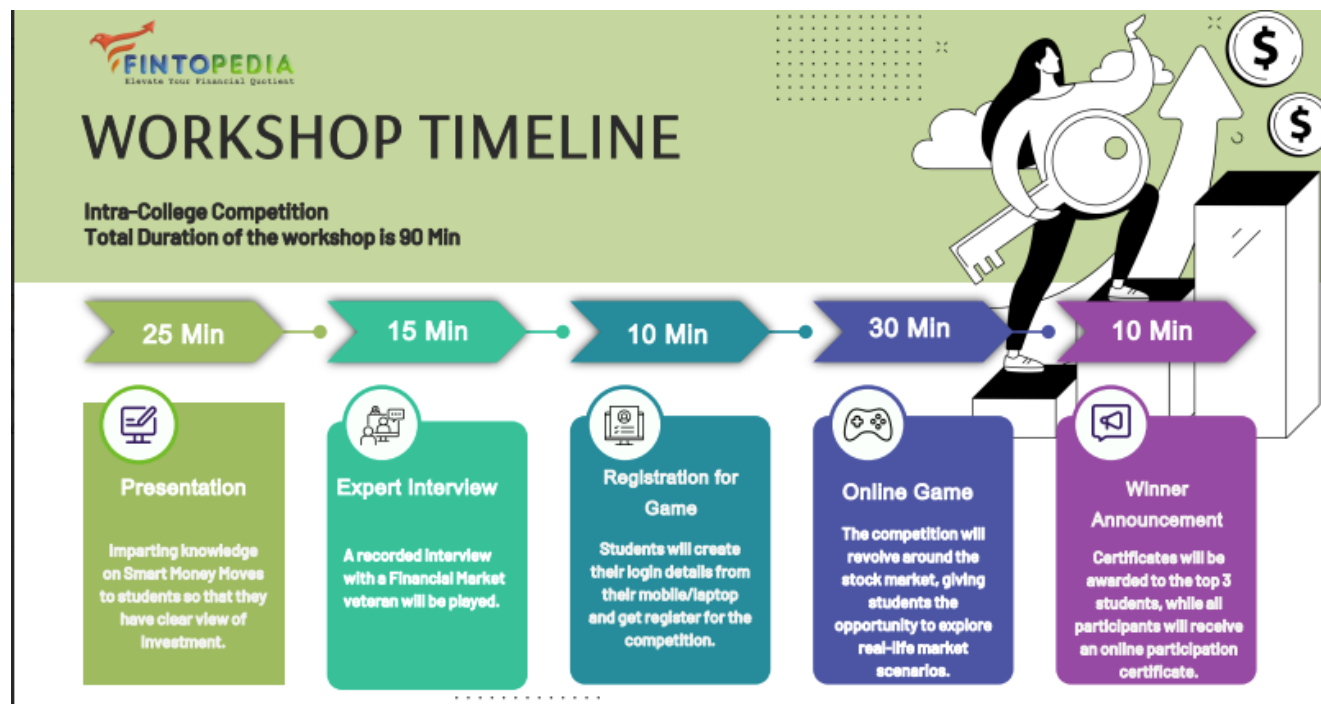 FINTOPEDIA
Elevate Your Financial Quotient
WORKSHOP TIMELINE
Intra-College Competition
Total Duration of the workshop is 90 Min
25 Min
15 Min
10 Min
30 Min
10 Min
Presentation
Imparting knowledge
on Smart Money Moves
to students so that they
have clear view of
Investment.
Expert Interview
A recorded interview
with a Financial Market
veteran will be played.
Registration for
Game
Students will create
their login details from
their mobile/laptop
and get register for the
competition.
Online Game
The competition will
revolve around the
stock market, giving
students the
opportunity to explore
real-life market
scenarios.
Winner
Announcement
Certificates will be
awarded to the top 3
students, while all
participants will receive
an online participation
certificate.
$
$